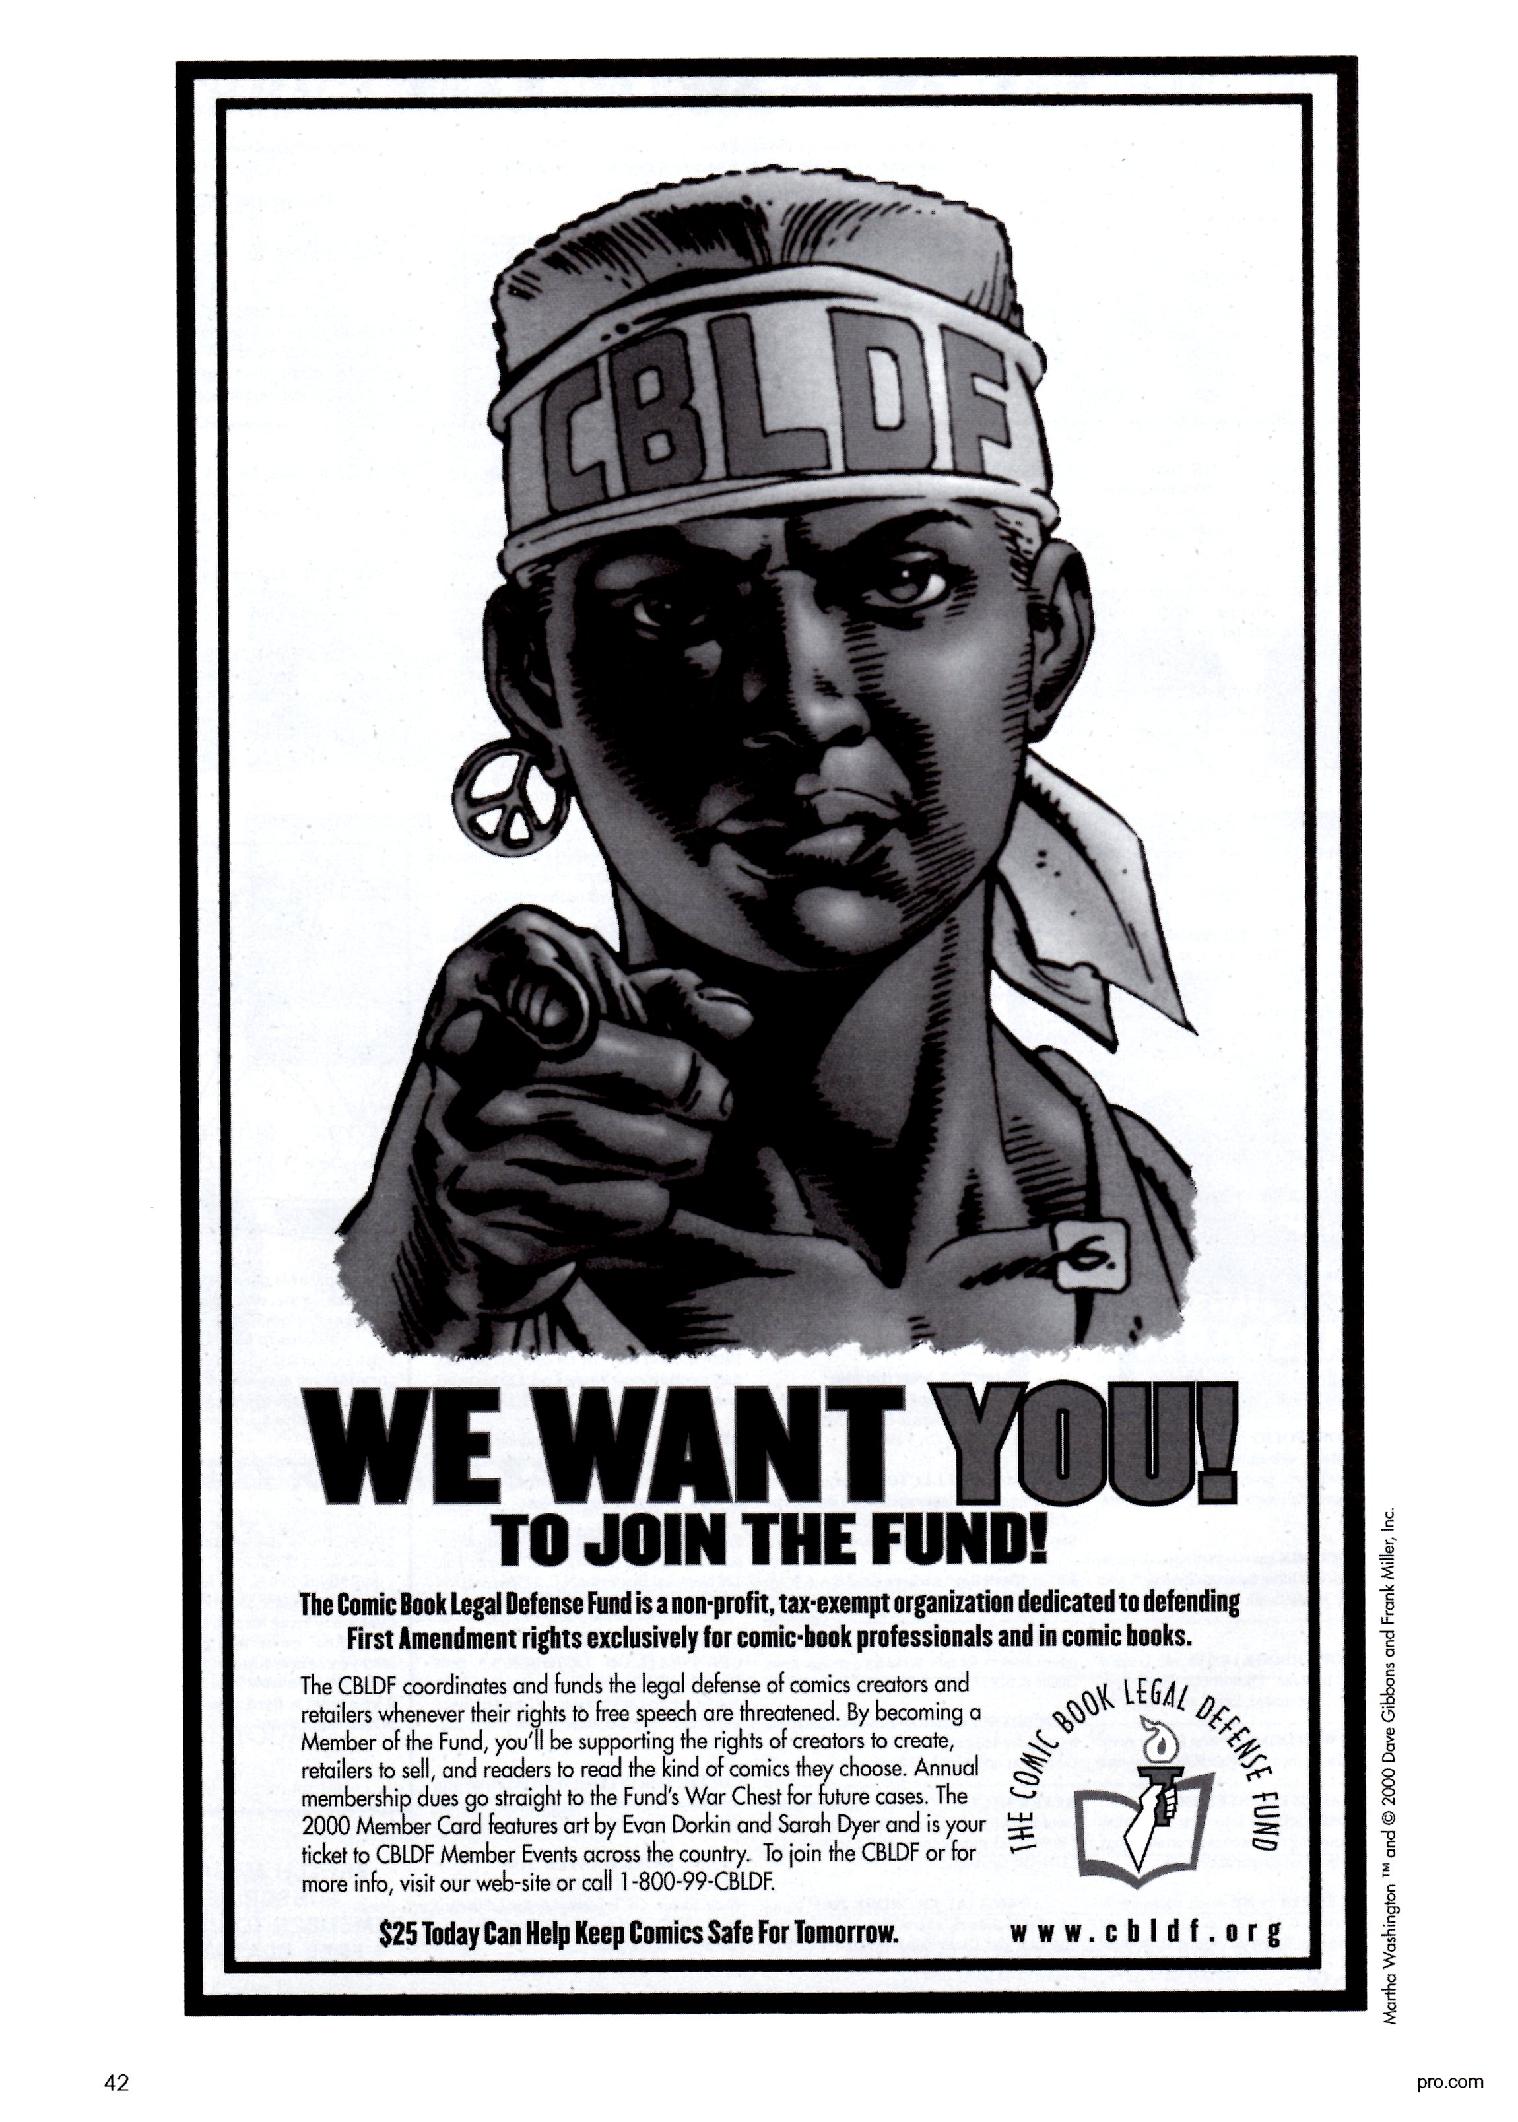 CBLDF
G.
WE WANT YOU!
TO JOIN THE FUND!
The Comic Book Legal Defense Fund is a non-profit, tax-exempt organization dedicated to defending
First Amendment rights exclusively for comic-book professionals and in comic books.
The CBLDF coordinates and funds the legal defense of comics creators and
retailers whenever their rights to free speech are threatened. By becoming a
Member of the Fund, you'll be supporting the rights of creators to create,
retailers to sell, and readers to read the kind of comics they choose. Annual
membership dues go straight to the Fund's War Chest for future cases. The
2000 Member Card features art by Evan Dorkin and Sarah Dyer and is your
ticket to CBLDF Member Events across the country. To join the CBLDF or for
more info, visit our web-site or call 1-800-99-CBLDF.
THE COMIC BOOK LEGAL DEFENSE FUND
$25 Today Can Help Keep Comics Safe For Tomorrow.
www.cbldf.org
Martha Washington ™ and © 2000 Dave Gibbons and Frank Miller, Inc.
42
pro.com